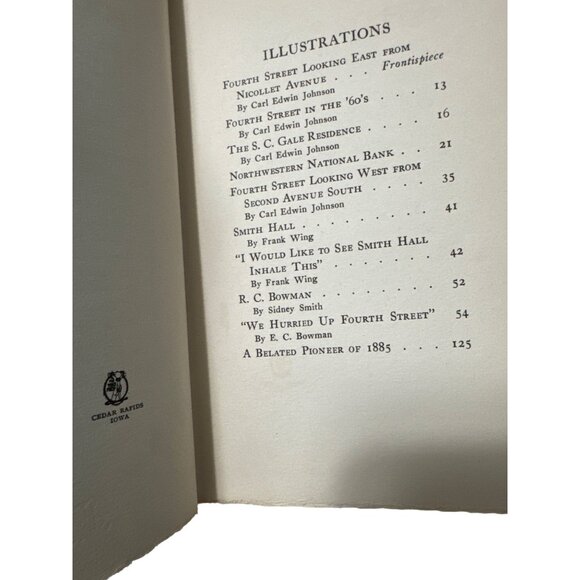 CEDAR RAPIDS
IOWA
ILLUSTRATIONS
FOURTH STREET LOOKING EAST FROM
NICOLLET AVENUE . . . Frontispiece
By Carl Edwin Johnson
FOURTH STREET IN THE '60'S . . . 13
By Carl Edwin Johnson
THE S. C. GALE RESIDENCE . . . . 16
By Carl Edwin Johnson
NORTHWESTERN NATIONAL BANK . . 21
FOURTH STREET LOOKING WEST FROM
SECOND AVENUE SOUTH . . . . 35
By Carl Edwin Johnson
SMITH HALL . . . . . . . . . 41
By Frank Wing
"I WOULD LIKE TO SEE SMITH HALL
INHALE THIS" . . . . . . . 42
By Frank Wing
R. C. BOWMAN . . . . . . . . 52
By Sidney Smith
"WE HURRIED UP FOURTH STREET" . 54
By E. C. Bowman
A BELATED PIONEER OF 1885 . . . 125